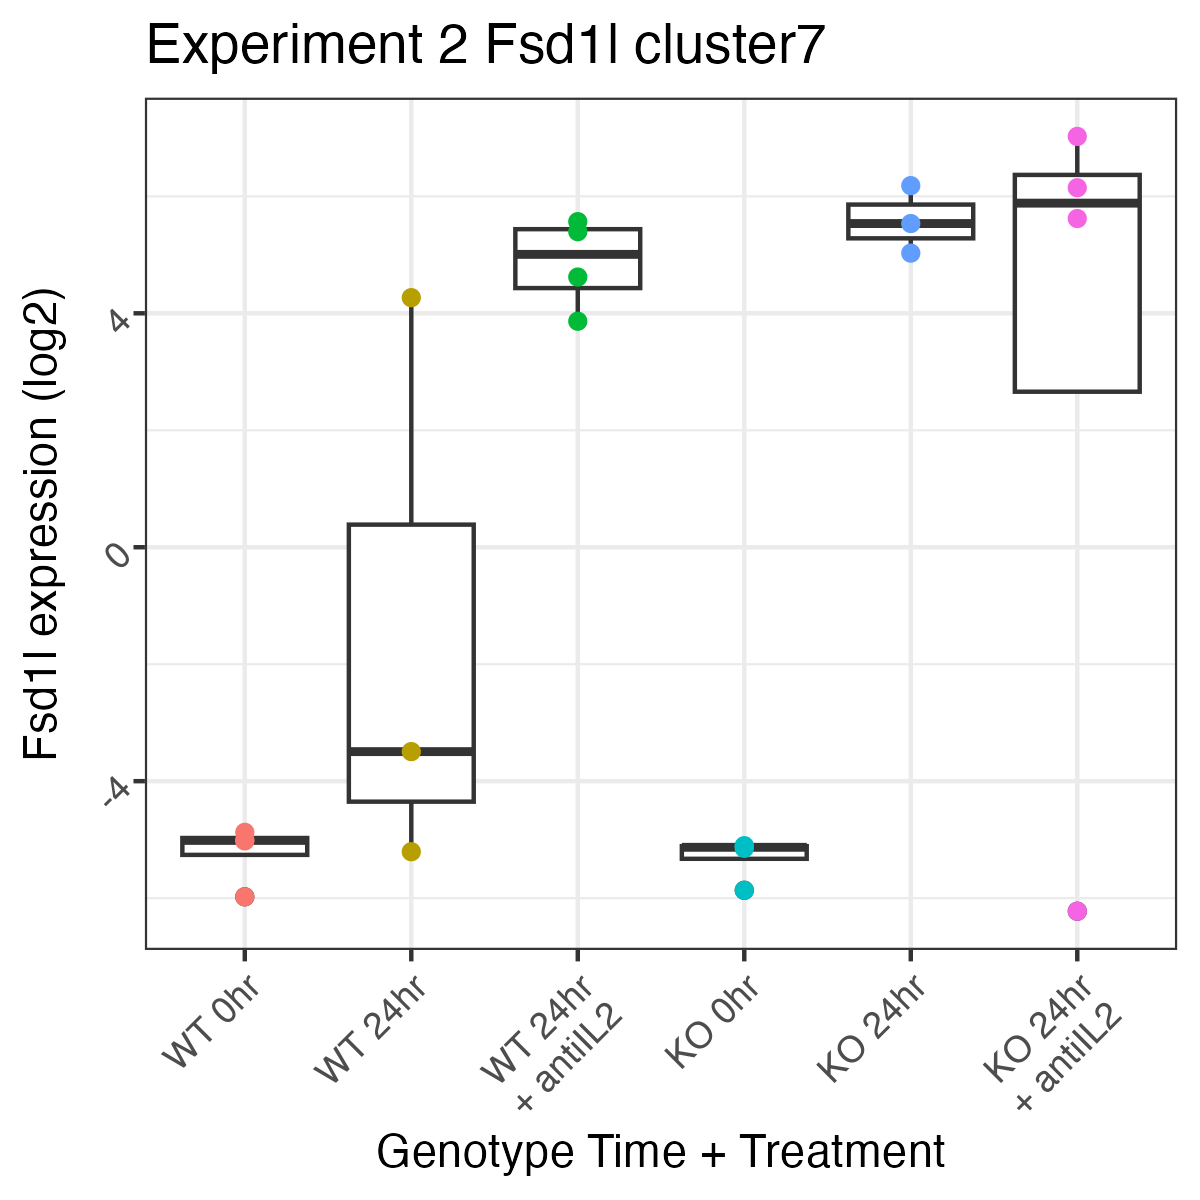 Experiment 2 Fsd1l cluster7
Fsd1l expression (log2)
4
0
-4
WT 0hr
WT 24hr
WT 24hr
+ antiIL2
KO 0hr
KO 24hr
KO 24hr
+ antiIL2
Genotype Time + Treatment